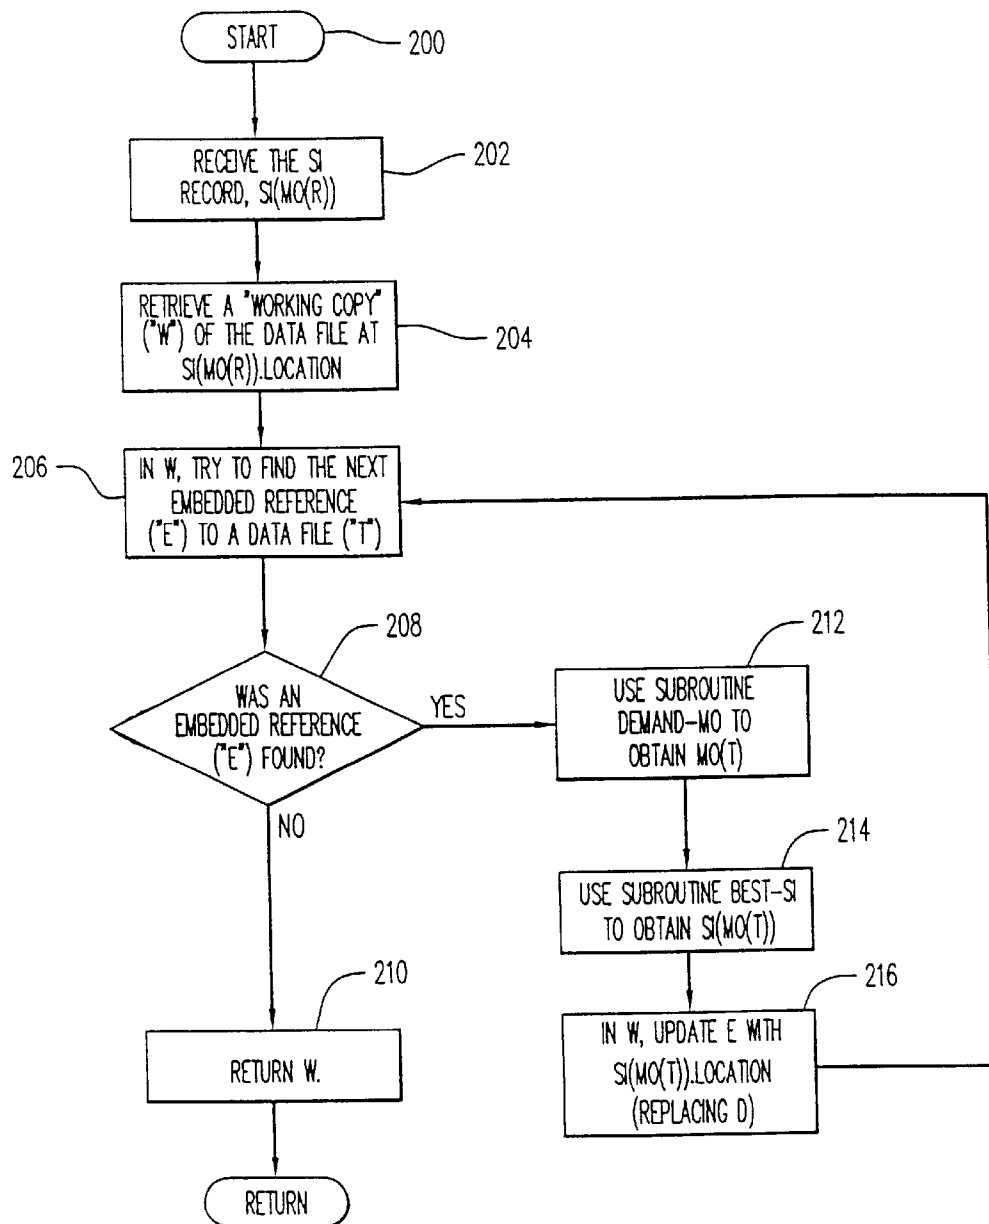 START
200
RECEIVE THE SI
RECORD, SI(MO(R))
202
RETRIEVE A "WORKING COPY"
("W") OF THE DATA FILE AT
SI(MO(R)).LOCATION
204
206
IN W, TRY TO FIND THE NEXT
EMBEDDED REFERENCE
("E") TO A DATA FILE ("T")
208
WAS AN
EMBEDDED REFERENCE
("E") FOUND?
YES
NO
212
USE SUBROUTINE
DEMAND-MO TO
OBTAIN MO(T)
214
USE SUBROUTINE BEST-SI
TO OBTAIN SI(MO(T))
216
IN W, UPDATE E WITH
SI(MO(T)).LOCATION
(REPLACING D)
210
RETURN W.
RETURN